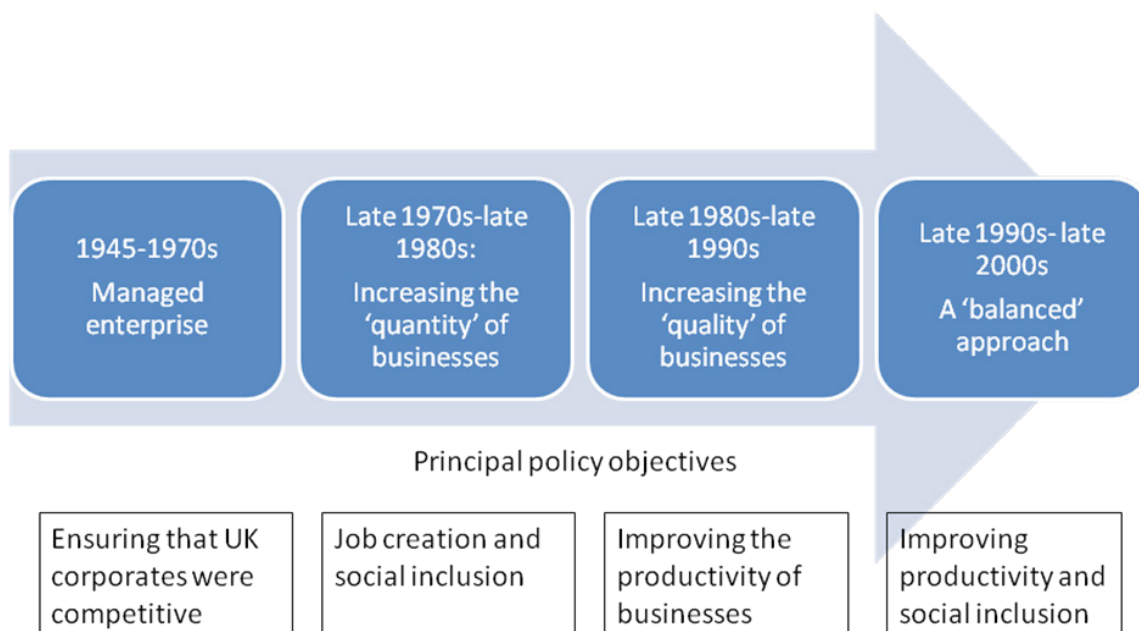 1945-1970s
Managed
enterprise
Late 1970s-late
1980s:
Increasing the
‘quantity’ of
businesses
Late 1980s-late
1990s
Increasing the
‘quality’ of
businesses
Late 1990s- late
2000s
A ‘balanced’
approach
Principal policy objectives
Ensuring that UK
corporates were
competitive
Job creation and
social inclusion
Improving the
productivity of
businesses
Improving
productivity and
social inclusion